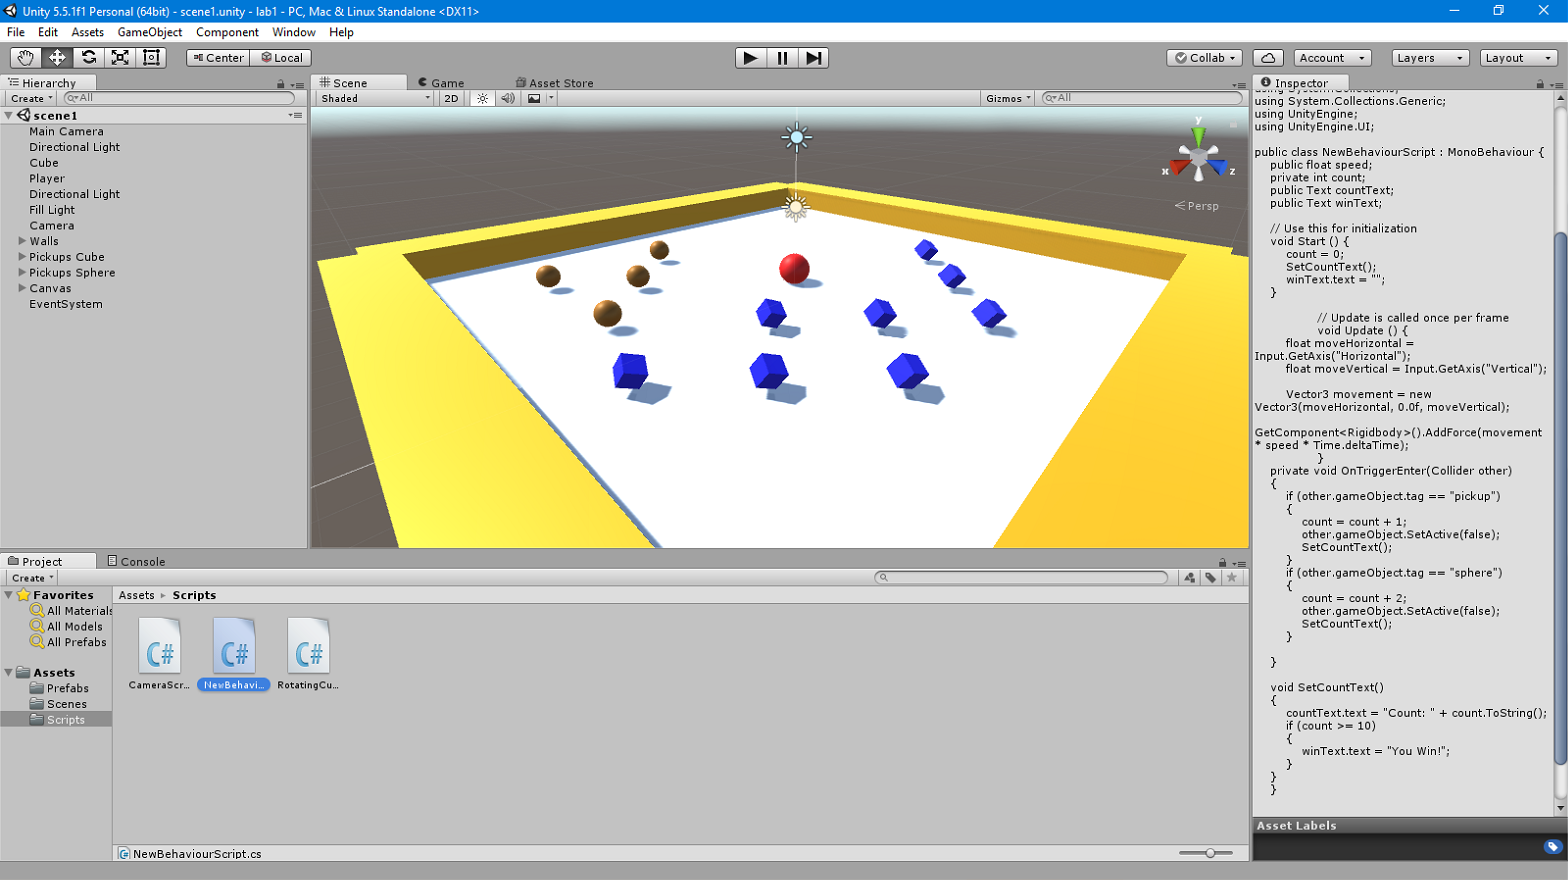 Unity 5.5.1f1 Personal (64bit) - scene1.unity - lab1 - PC, Mac & Linux Standalone <DX11>
File Edit Assets GameObject Component Window Help
Center Local Collab Account Layers Layout
Hierarchy
Create All
scene1
Main Camera
Directional Light
Cube
Player
Directional Light
Fill Light
Camera
Walls
Pickups Cube
Pickups Sphere
Canvas
EventSystem
Scene Game Asset Store
Shaded 2D Gizmos All
y
x z
Persp
Inspector
using System.Collections;
using System.Collections.Generic;
using UnityEngine;
using UnityEngine.UI;
public class NewBehaviourScript : MonoBehaviour {
public float speed;
private int count;
public Text countText;
public Text winText;
// Use this for initialization
void Start () {
count = 0;
SetCountText();
winText.text = "";
}
// Update is called once per frame
void Update () {
float moveHorizontal =
Input.GetAxis("Horizontal");
float moveVertical = Input.GetAxis("Vertical");
Vector3 movement = new
Vector3(moveHorizontal, 0.0f, moveVertical);
GetComponent<Rigidbody>().AddForce(movement
* speed * Time.deltaTime);
}
private void OnTriggerEnter(Collider other)
{
if (other.gameObject.tag == "pickup")
{
count = count + 1;
other.gameObject.SetActive(false);
SetCountText();
}
if (other.gameObject.tag == "sphere")
{
count = count + 2;
other.gameObject.SetActive(false);
SetCountText();
}
}
void SetCountText()
{
countText.text = "Count: " + count.ToString();
if (count >= 10)
{
winText.text = "You Win!";
}
}
}
Asset Labels
Project Console
Create
Favorites
All Materials
All Models
All Prefabs
Assets
Prefabs
Scenes
Scripts
Assets Scripts
C# C# C#
CameraScr... NewBehavi... RotatingCu...
NewBehaviourScript.cs